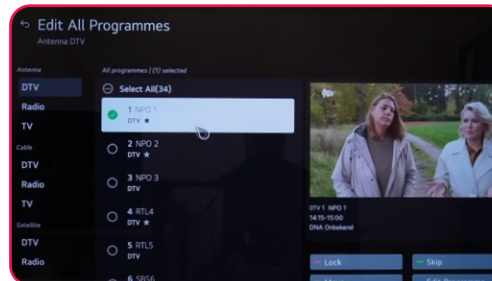 Edit All Programmes
Antenna DTV
Antenna
DTV
Radio
TV
Cable
DTV
Radio
TV
Satellite
DTV
Radio
All programmes | (1) selected
Select All(34)
1 NPO 1
DTV ★
2 NPO 2
DTV ★
3 NPO 3
DTV
4 RTL4
DTV ★
5 RTL5
DTV
6 SBS6
DTV 1 NPO 1
14:15-15:00
DNA Onbekend
Lock
Skip